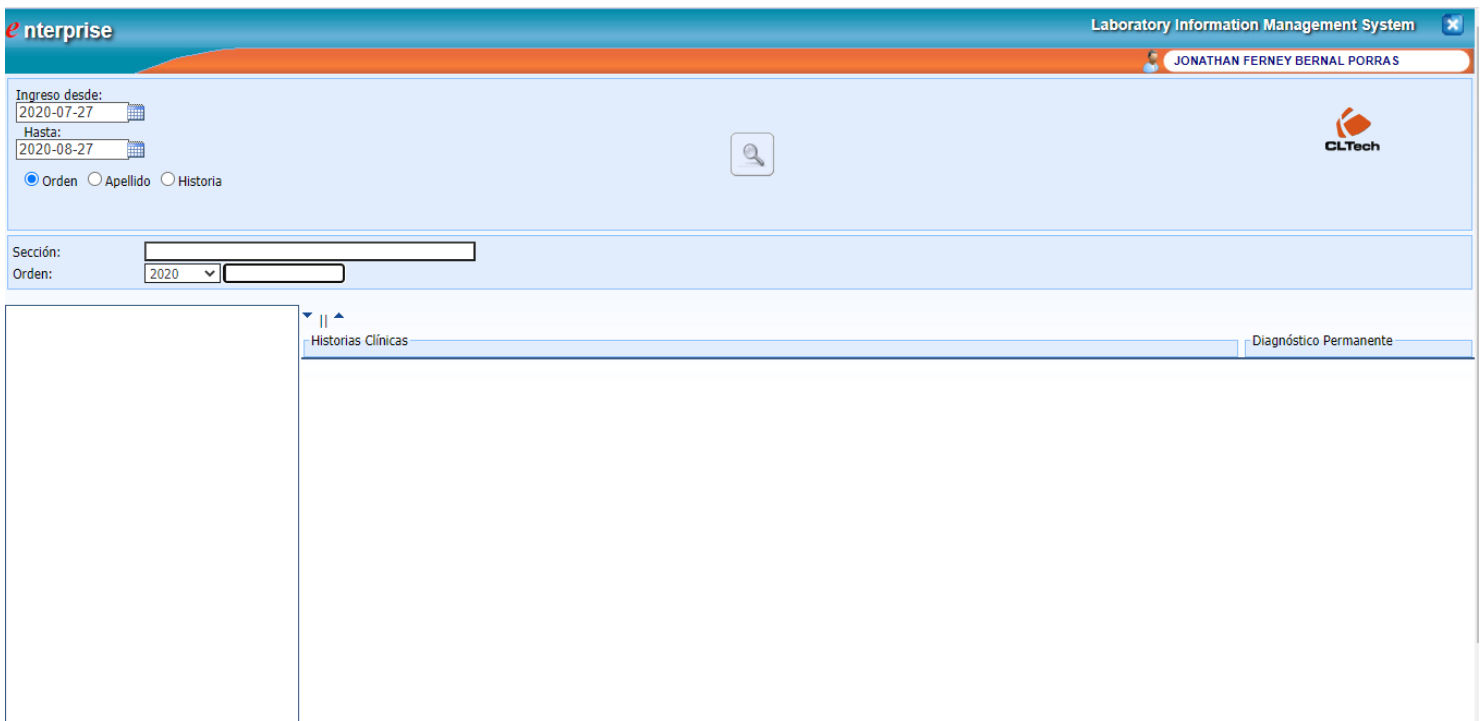 enterprise
Laboratory Information Management System
JONATHAN FERNEY BERNAL PORRAS
Ingreso desde:
2020-07-27
Hasta:
2020-08-27
Orden Apellido Historia
CLTech
Sección:
Orden: 2020
||
Historias Clínicas
Diagnóstico Permanente